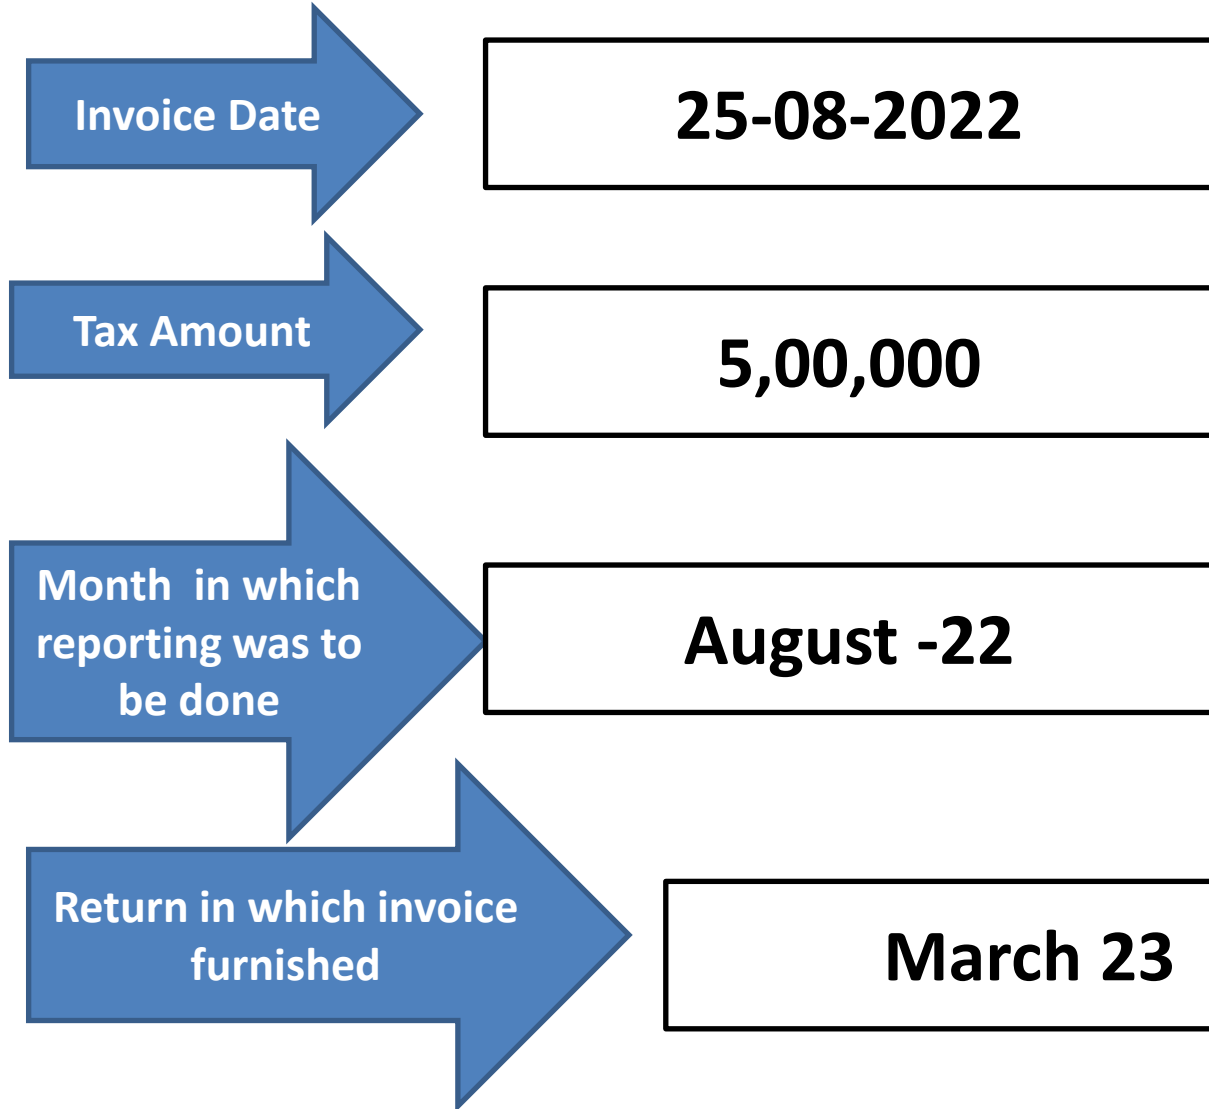 Invoice Date
25-08-2022
Tax Amount
5,00,000
Month  in which
reporting was to
be done
August -22
Return in which invoice
furnished
March 23